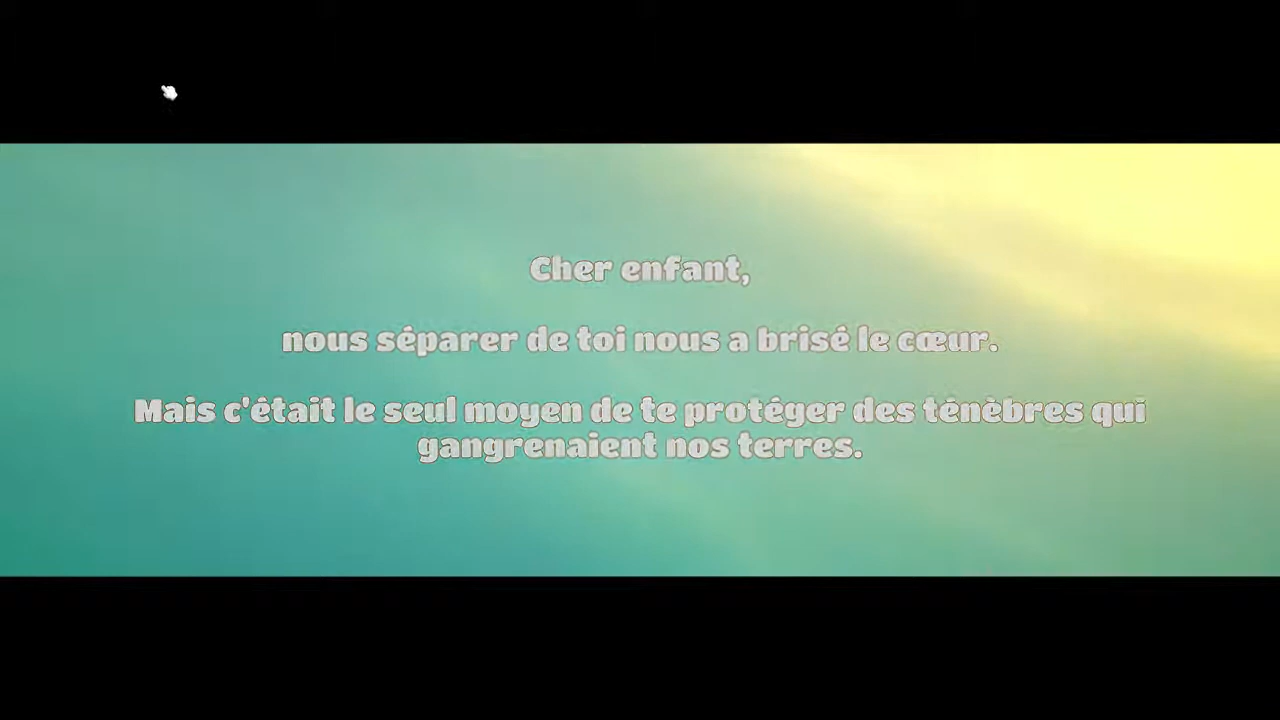 Cher enfant,
nous séparer de toi nous a brisé le cœur.
Mais c'était le seul moyen de te protéger des ténèbres qui
gangrenaient nos terres.